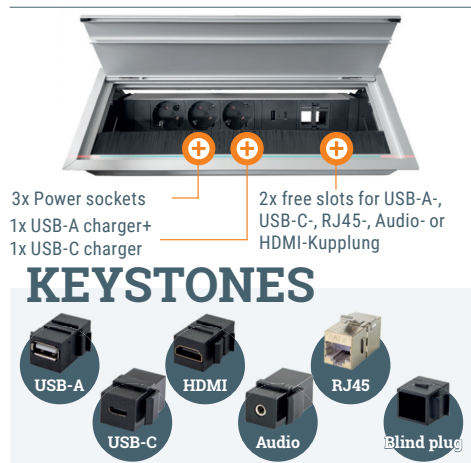 3x Power sockets
1x USB-A charger+
1x USB-C charger
2x free slots for USB-A-,
USB-C-, RJ45-, Audio- or
HDMI-Kupplung
KEYSTONES
USB-A
HDMI
RJ45
USB-C
Audio
Blind plug